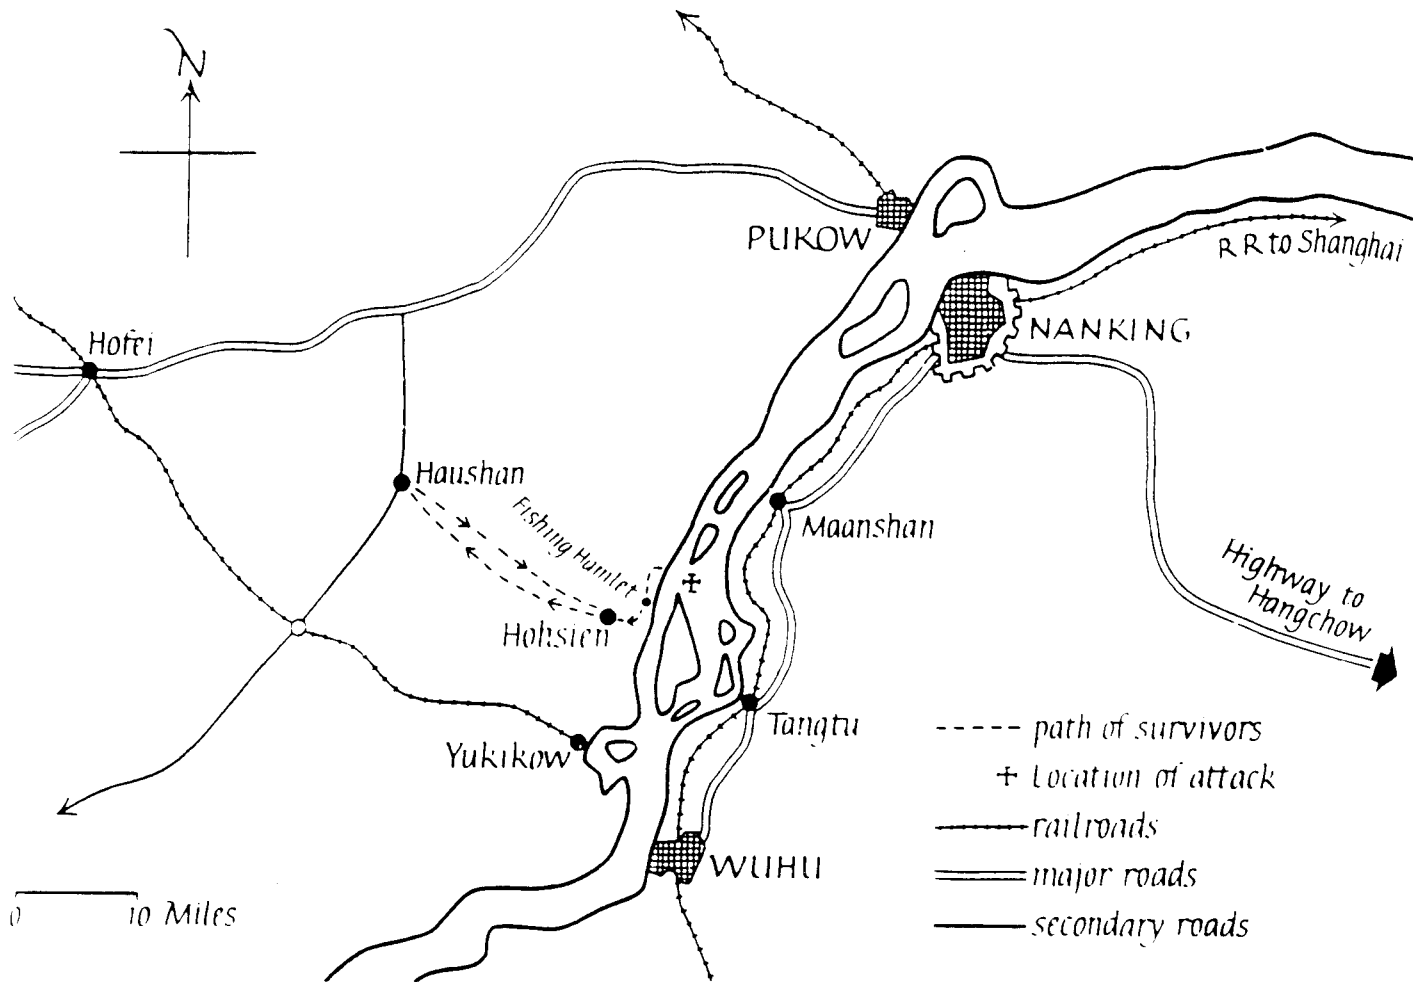 N
PUKOW
RR to Shanghai
NANKING
Hofei
Haushan
Fishing Hamlet
Maanshan
Hohsien
Highway to
Hangchow
Tangtu
Yukikow
WUHU
path of survivors
Location of attack
railroads
major roads
secondary roads
0 10 Miles